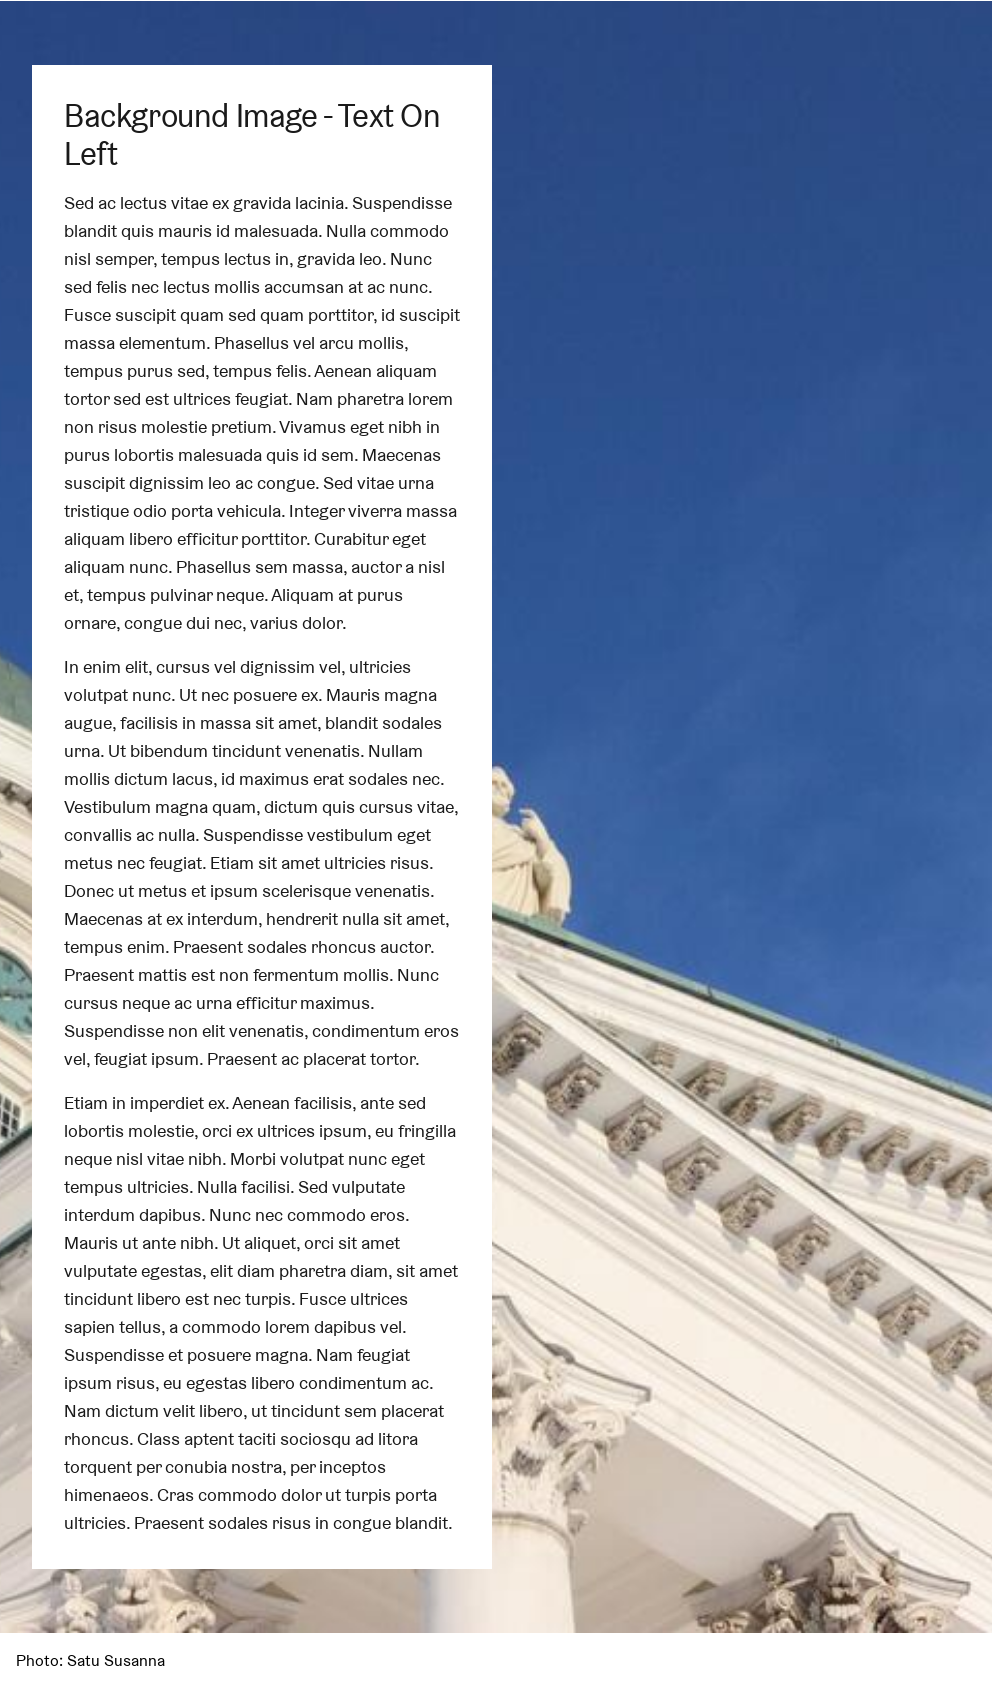 Background Image - Text On
Left
Sed ac lectus vitae ex gravida lacinia. Suspendisse
blandit quis mauris id malesuada. Nulla commodo
nisl semper, tempus lectus in, gravida leo. Nunc
sed felis nec lectus mollis accumsan at ac nunc.
Fusce suscipit quam sed quam porttitor, id suscipit
massa elementum. Phasellus vel arcu mollis,
tempus purus sed, tempus felis. Aenean aliquam
tortor sed est ultrices feugiat. Nam pharetra lorem
non risus molestie pretium. Vivamus eget nibh in
purus lobortis malesuada quis id sem. Maecenas
suscipit dignissim leo ac congue. Sed vitae urna
tristique odio porta vehicula. Integer viverra massa
aliquam libero efficitur porttitor. Curabitur eget
aliquam nunc. Phasellus sem massa, auctor a nisl
et, tempus pulvinar neque. Aliquam at purus
ornare, congue dui nec, varius dolor.
In enim elit, cursus vel dignissim vel, ultricies
volutpat nunc. Ut nec posuere ex. Mauris magna
augue, facilisis in massa sit amet, blandit sodales
urna. Ut bibendum tincidunt venenatis. Nullam
mollis dictum lacus, id maximus erat sodales nec.
Vestibulum magna quam, dictum quis cursus vitae,
convallis ac nulla. Suspendisse vestibulum eget
metus nec feugiat. Etiam sit amet ultricies risus.
Donec ut metus et ipsum scelerisque venenatis.
Maecenas at ex interdum, hendrerit nulla sit amet,
tempus enim. Praesent sodales rhoncus auctor.
Praesent mattis est non fermentum mollis. Nunc
cursus neque ac urna efficitur maximus.
Suspendisse non elit venenatis, condimentum eros
vel, feugiat ipsum. Praesent ac placerat tortor.
Etiam in imperdiet ex. Aenean facilisis, ante sed
lobortis molestie, orci ex ultrices ipsum, eu fringilla
neque nisl vitae nibh. Morbi volutpat nunc eget
tempus ultricies. Nulla facilisi. Sed vulputate
interdum dapibus. Nunc nec commodo eros.
Mauris ut ante nibh. Ut aliquet, orci sit amet
vulputate egestas, elit diam pharetra diam, sit amet
tincidunt libero est nec turpis. Fusce ultrices
sapien tellus, a commodo lorem dapibus vel.
Suspendisse et posuere magna. Nam feugiat
ipsum risus, eu egestas libero condimentum ac.
Nam dictum velit libero, ut tincidunt sem placerat
rhoncus. Class aptent taciti sociosqu ad litora
torquent per conubia nostra, per inceptos
himenaeos. Cras commodo dolor ut turpis porta
ultricies. Praesent sodales risus in congue blandit.
Photo: Satu Susanna